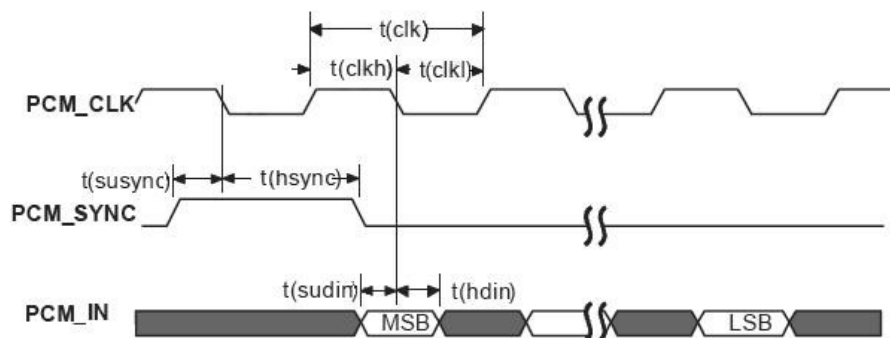 t(clk)
t(clkh)
t(clkl)
PCM_CLK
t(susync)
t(hsync)
PCM_SYNC
t(sudin)
t(hdin)
PCM_IN
MSB
LSB